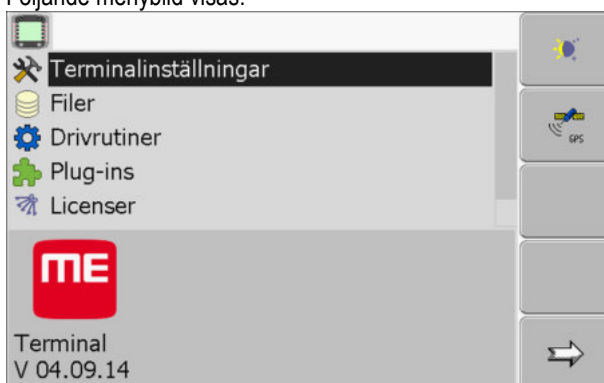 Följande menybild visas:
Terminalinställningar
Filer
Drivrutiner
GPS
Plug-ins
Licenser
ME
Terminal
V 04.09.14